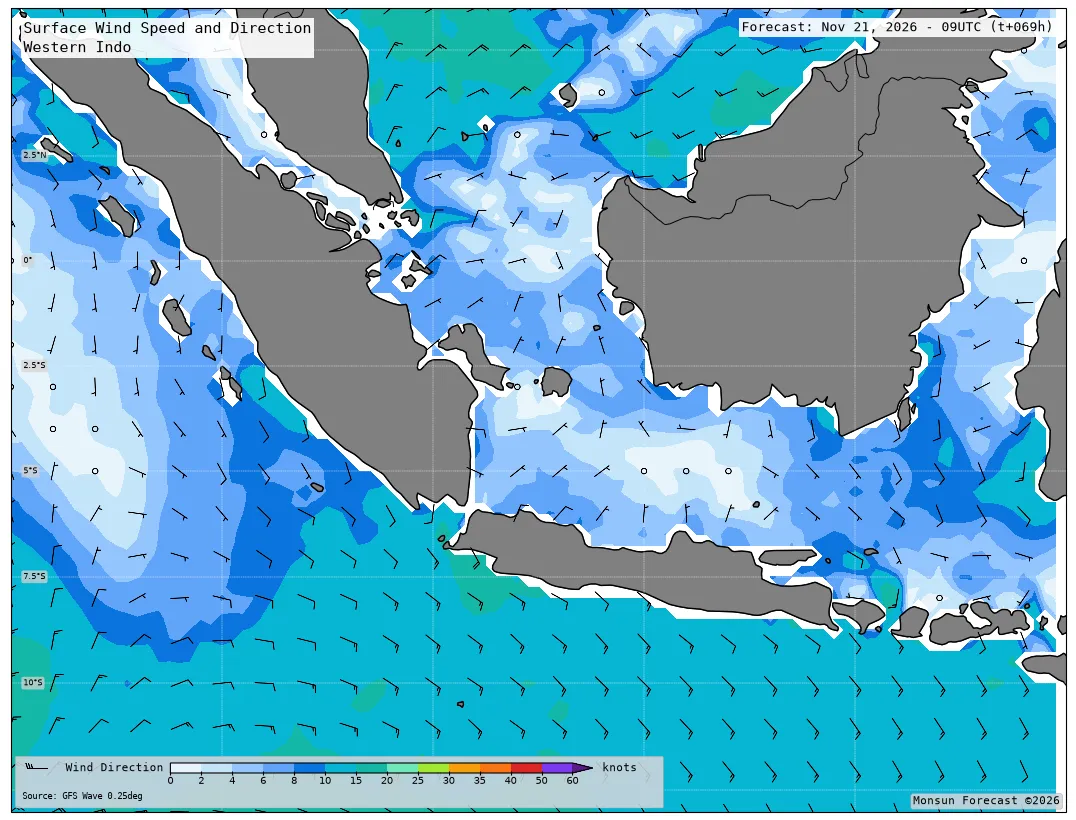 Surface Wind Speed and Direction
Western Indo
Forecast: Nov 21, 2026 - 09UTC (t+069h)
2.5°N
0°
2.5°S
5°S
7.5°S
10°S
Wind Direction
0 2 4 6 8 10 15 20 25 30 35 40 50 60
knots
Source: GFS Wave 0.25deg
Monsun Forecast ©2026